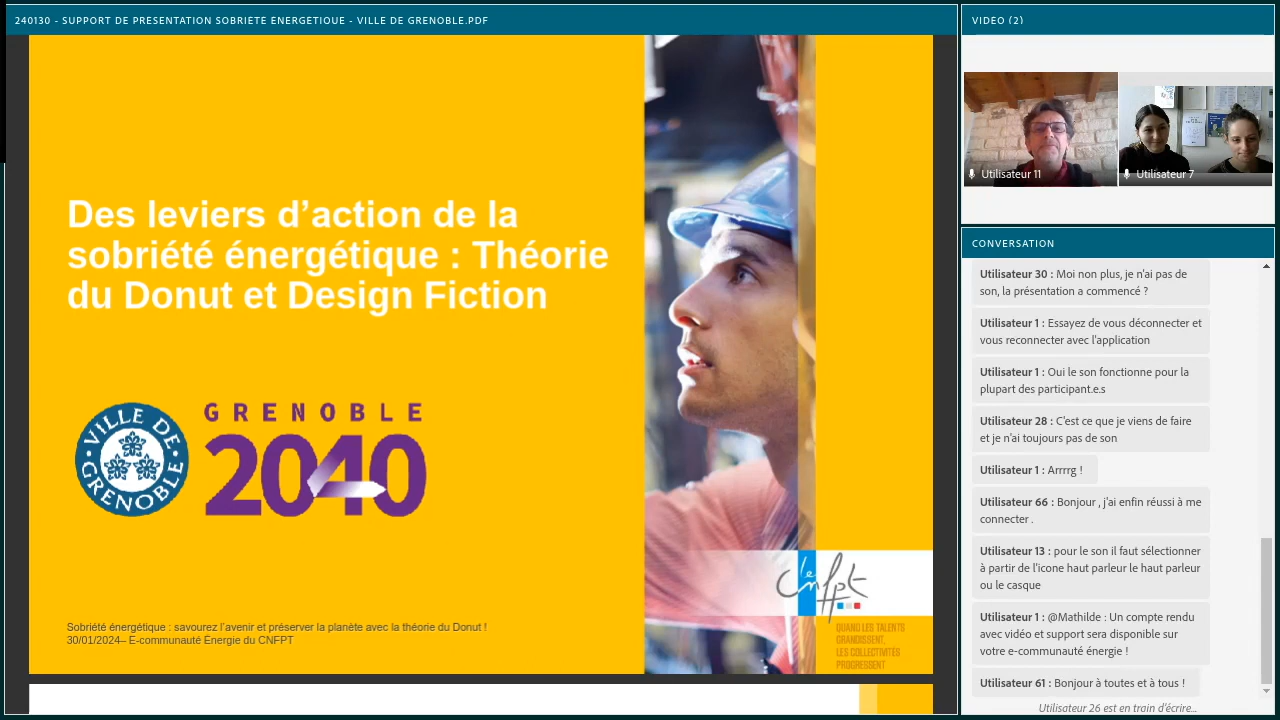 240130 - SUPPORT DE PRÉSENTATION SOBRIÉTÉ ÉNERGÉTIQUE - VILLE DE GRENOBLE.PDF
Des leviers d'action de la
sobriété énergétique : Théorie
du Donut et Design Fiction
VILLE DE GRENOBLE
GRENOBLE
2040
Sobriété énergétique : savourez l'avenir et préserver la planète avec la théorie du Donut !
30/01/2024– E-communauté Énergie du CNFPT
le cnfpt
QUAND LES TALENTS
GRANDISSENT,
LES COLLECTIVITÉS
PROGRESSENT
VIDÉO (2)
Utilisateur 11
Utilisateur 7
CONVERSATION
Utilisateur 30 : Moi non plus, je n'ai pas de
son, la présentation a commencé ?
Utilisateur 1 : Essayez de vous déconnecter et
vous reconnecter avec l'application
Utilisateur 1 : Oui le son fonctionne pour la
plupart des participant.e.s
Utilisateur 28 : C'est ce que je viens de faire
et je n'ai toujours pas de son
Utilisateur 1 : Arrrrg !
Utilisateur 66 : Bonjour , j'ai enfin réussi à me
connecter .
Utilisateur 13 : pour le son il faut sélectionner
à partir de l'icone haut parleur le haut parleur
ou le casque
Utilisateur 1 : @Mathilde : Un compte rendu
avec vidéo et support sera disponible sur
votre e-communauté énergie !
Utilisateur 61 : Bonjour à toutes et à tous !
Utilisateur 26 est en train d'écrire...